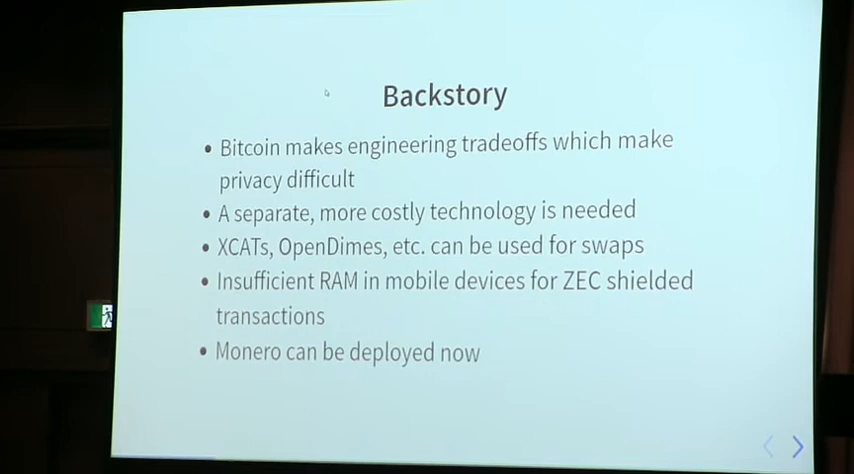 Backstory
• Bitcoin makes engineering tradeoffs which make
privacy difficult
• A separate, more costly technology is needed
• XCATs, OpenDimes, etc. can be used for swaps
• Insufficient RAM in mobile devices for ZEC shielded
transactions
• Monero can be deployed now